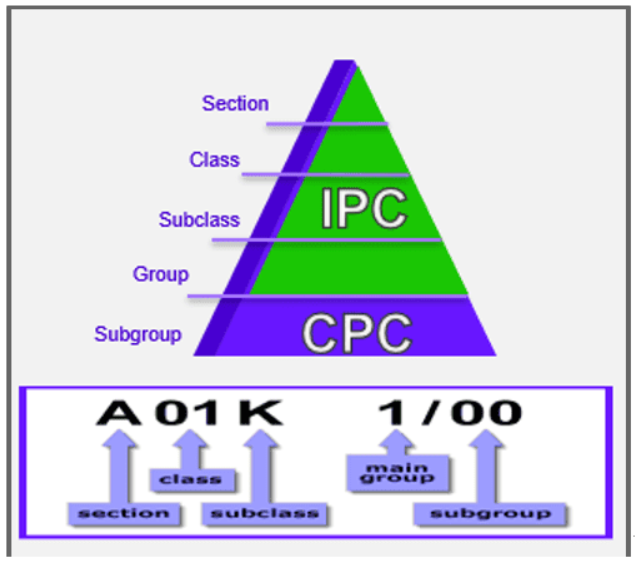 Section
Class
IPC
Subclass
Group
CPC
Subgroup
A 01 K 1 / 00
class
main
group
section subclass subgroup